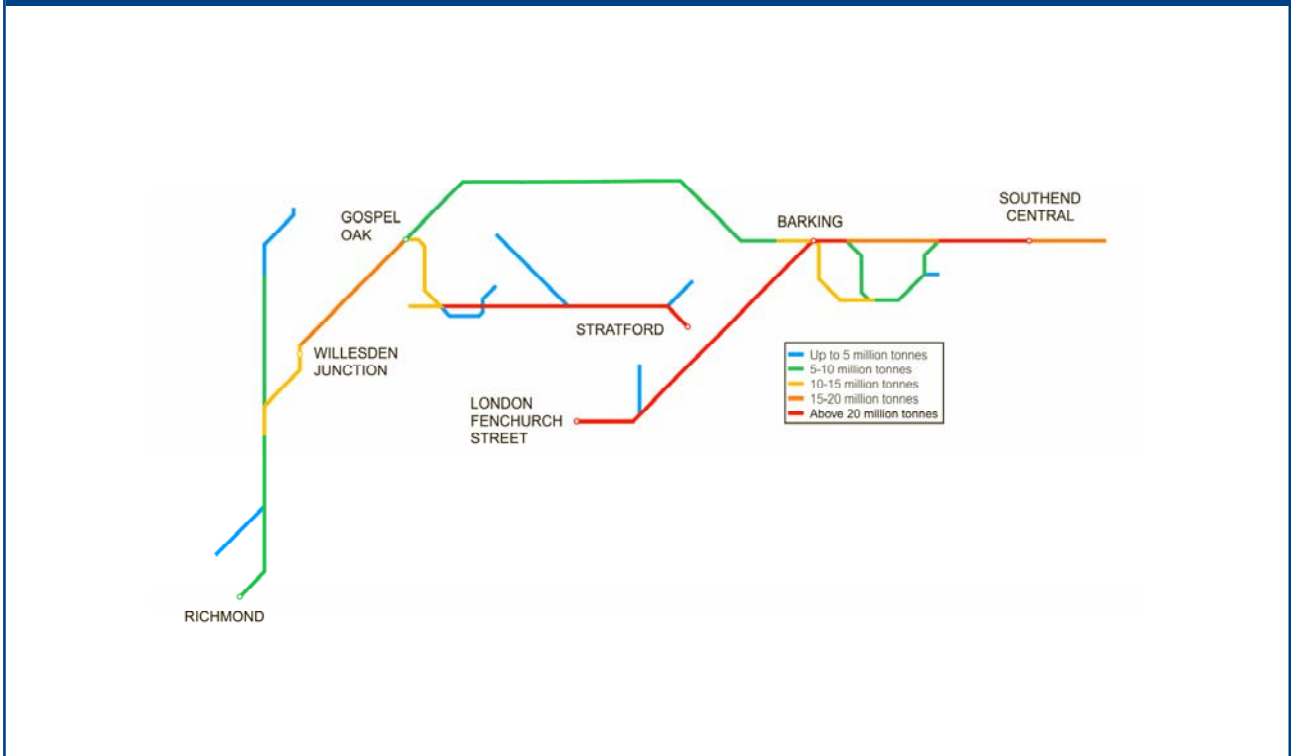 SOUTHEND
CENTRAL
GOSPEL
OAK
BARKING
STRATFORD
WILLESDEN
JUNCTION
Up to 5 million tonnes
5-10 million tonnes
10-15 million tonnes
15-20 million tonnes
Above 20 million tonnes
LONDON
FENCHURCH
STREET
RICHMOND